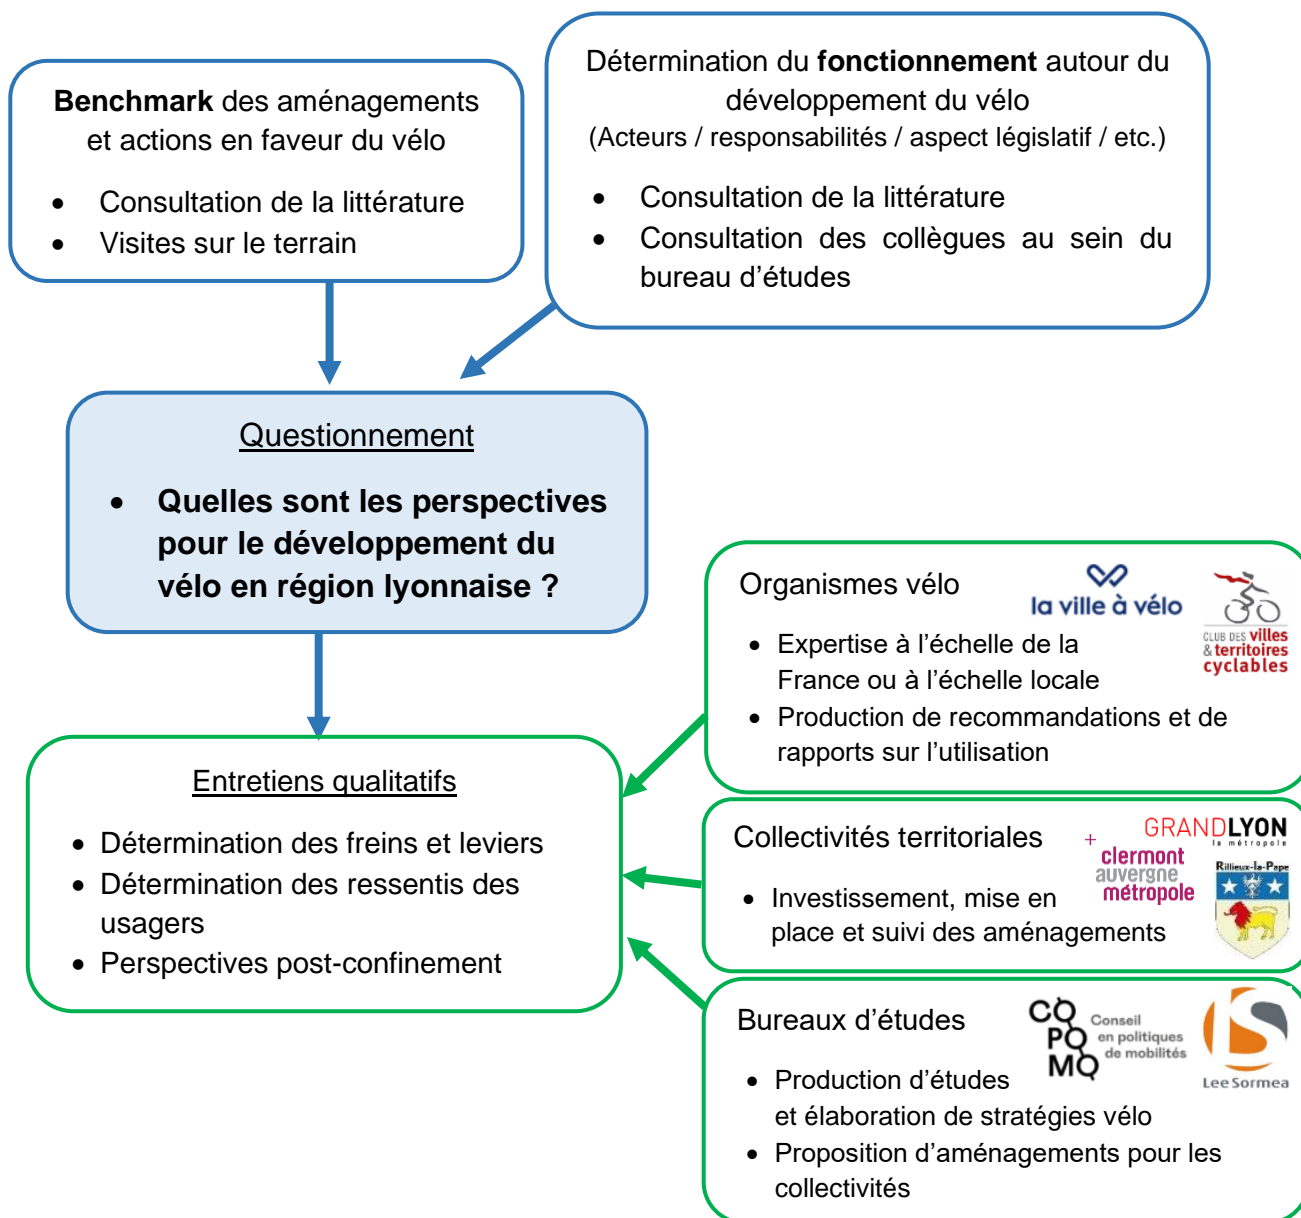 Benchmark des aménagements
et actions en faveur du vélo
• Consultation de la littérature
• Visites sur le terrain
Détermination du fonctionnement autour du
développement du vélo
(Acteurs / responsabilités / aspect législatif / etc.)
• Consultation de la littérature
• Consultation des collègues au sein du
bureau d’études
Questionnement
• Quelles sont les perspectives
pour le développement du
vélo en région lyonnaise ?
Entretiens qualitatifs
• Détermination des freins et leviers
• Détermination des ressentis des
usagers
• Perspectives post-confinement
Organismes vélo
la ville à vélo
CLUB DES villes
& territoires
cyclables
• Expertise à l’échelle de la
France ou à l’échelle locale
• Production de recommandations et de
rapports sur l’utilisation
Collectivités territoriales
+
clermont
auvergne
métropole
GRANDLYON
la métropole
Rillieux-la-Pape
• Investissement, mise en
place et suivi des aménagements
Bureaux d’études
COPOMO
Conseil
en politiques
de mobilités
LeeSormea
• Production d’études
et élaboration de stratégies vélo
• Proposition d’aménagements pour les
collectivités